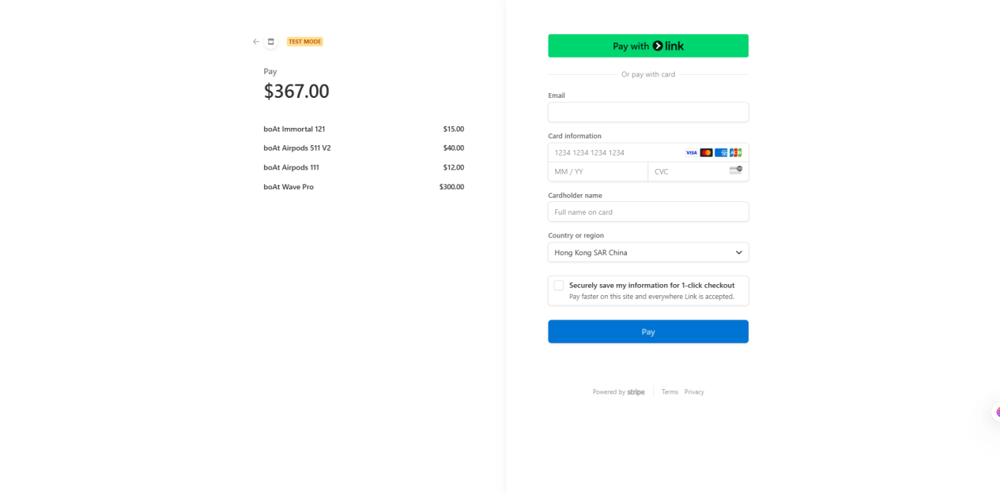 TEST MODE
Pay
$367.00
boAt Immortal 121 $15.00
boAt Airpods 511 V2 $40.00
boAt Airpods 111 $12.00
boAt Wave Pro $300.00
Pay with link
Or pay with card
Email
Card information
1234 1234 1234 1234 VISA
MM / YY CVC
Cardholder name
Full name on card
Country or region
Hong Kong SAR China
Securely save my information for 1-click checkout
Pay faster on this site and everywhere Link is accepted.
Pay
Powered by stripe Terms Privacy